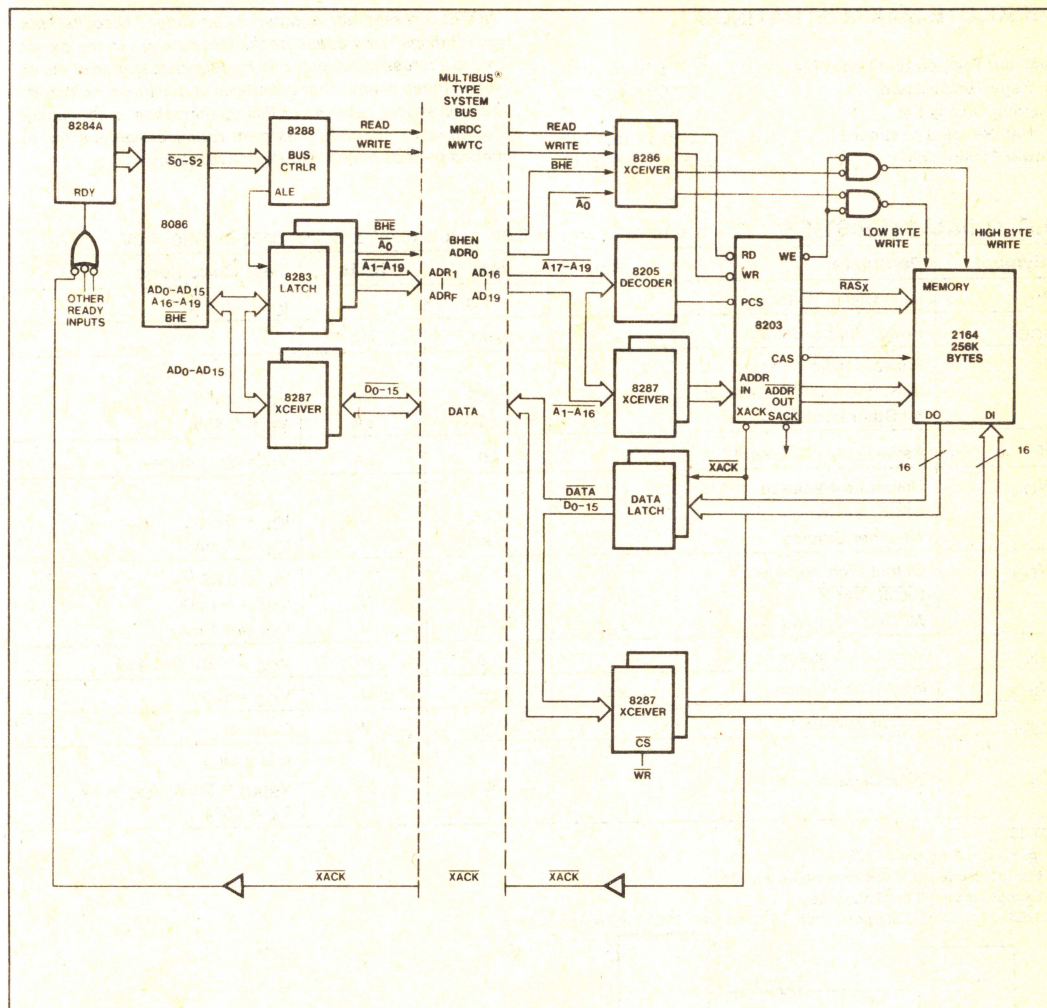 MULTIBUS®
TYPE
SYSTEM
BUS
8284A
RDY
OTHER
READY
INPUTS
S0-S2
8086
AD0-AD15
A16-A19
BHE
AD0-AD15
8288
BUS
CTRLR
ALE
READ
WRITE
8283
LATCH
BHE
A0
A1-A19
8287
XCEIVER
D0-15
MRDC
MWTC
BHEN
ADR0
ADR1
ADRF
AD16
AD19
DATA
READ
WRITE
BHE
A0
A17-A19
A1-A16
8286
XCEIVER
8205
DECODER
8287
XCEIVER
RD
WR
PCS
WE
8203
CAS
ADDR
IN
ADDR
OUT
XACK
SACK
RASX
LOW BYTE
WRITE
HIGH BYTE
WRITE
MEMORY
2164
256K
BYTES
DO
DI
16
16
XACK
DATA
D0-15
DATA
LATCH
8287
XCEIVER
CS
WR
XACK
XACK
XACK